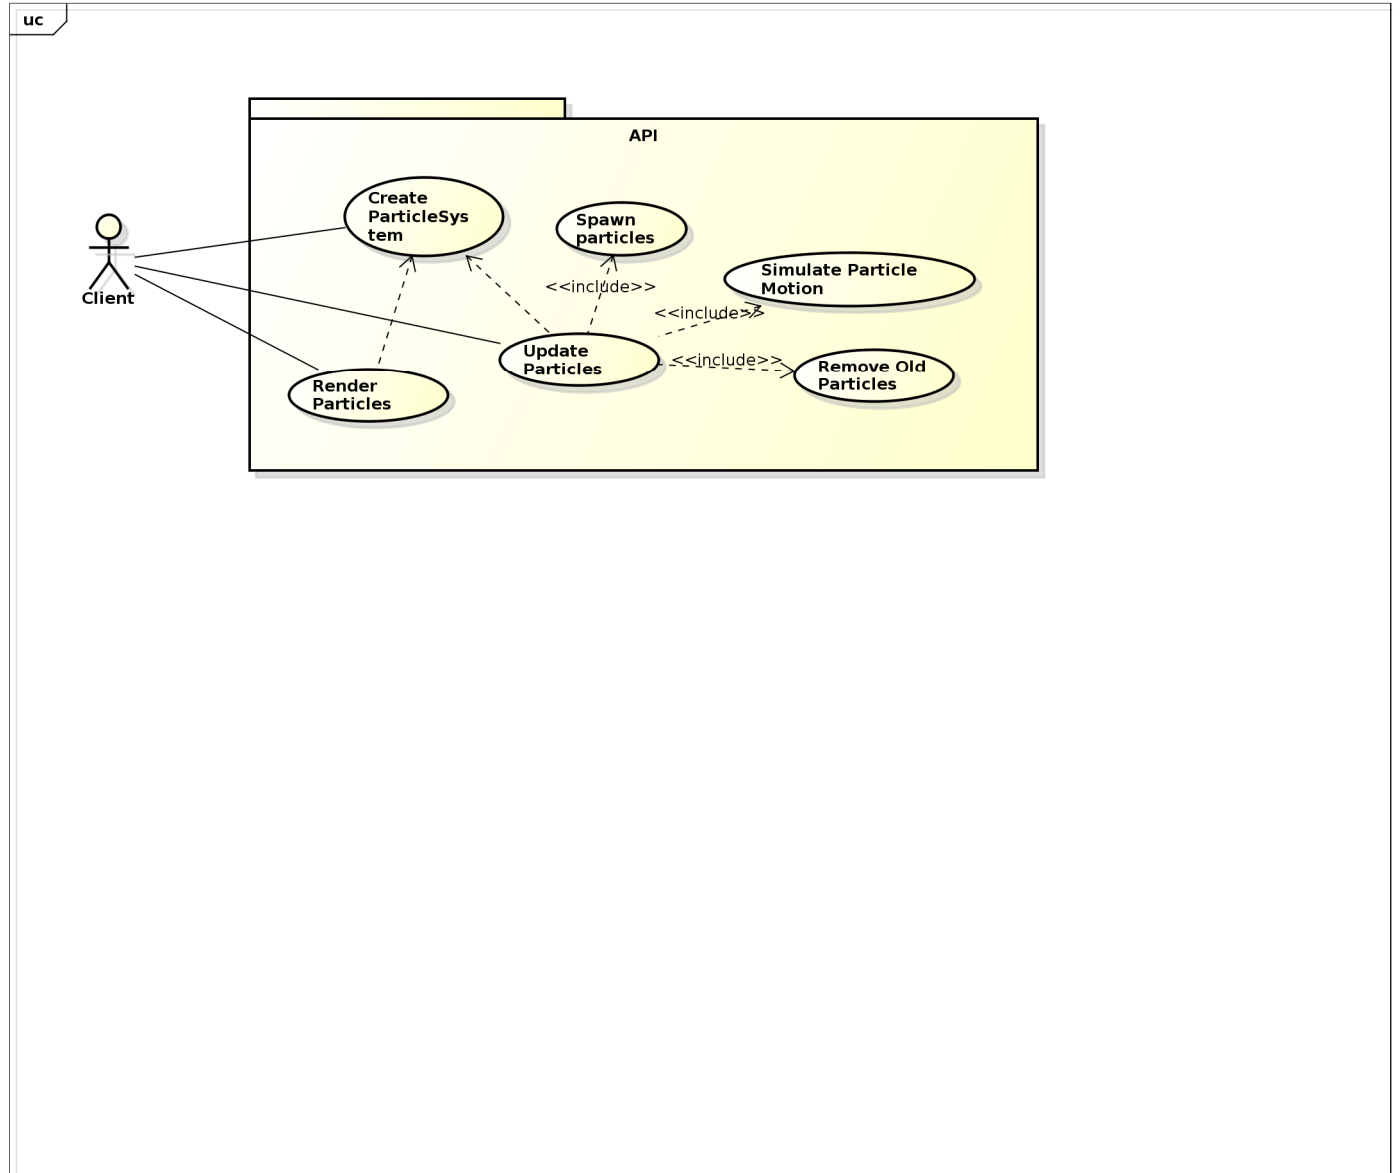 uc
API
Create
ParticleSys
tem
Spawn
particles
Simulate Particle
Motion
<<include>>
<<include>>
Client
Update
Particles
<<include>>
Remove Old
Particles
Render
Particles